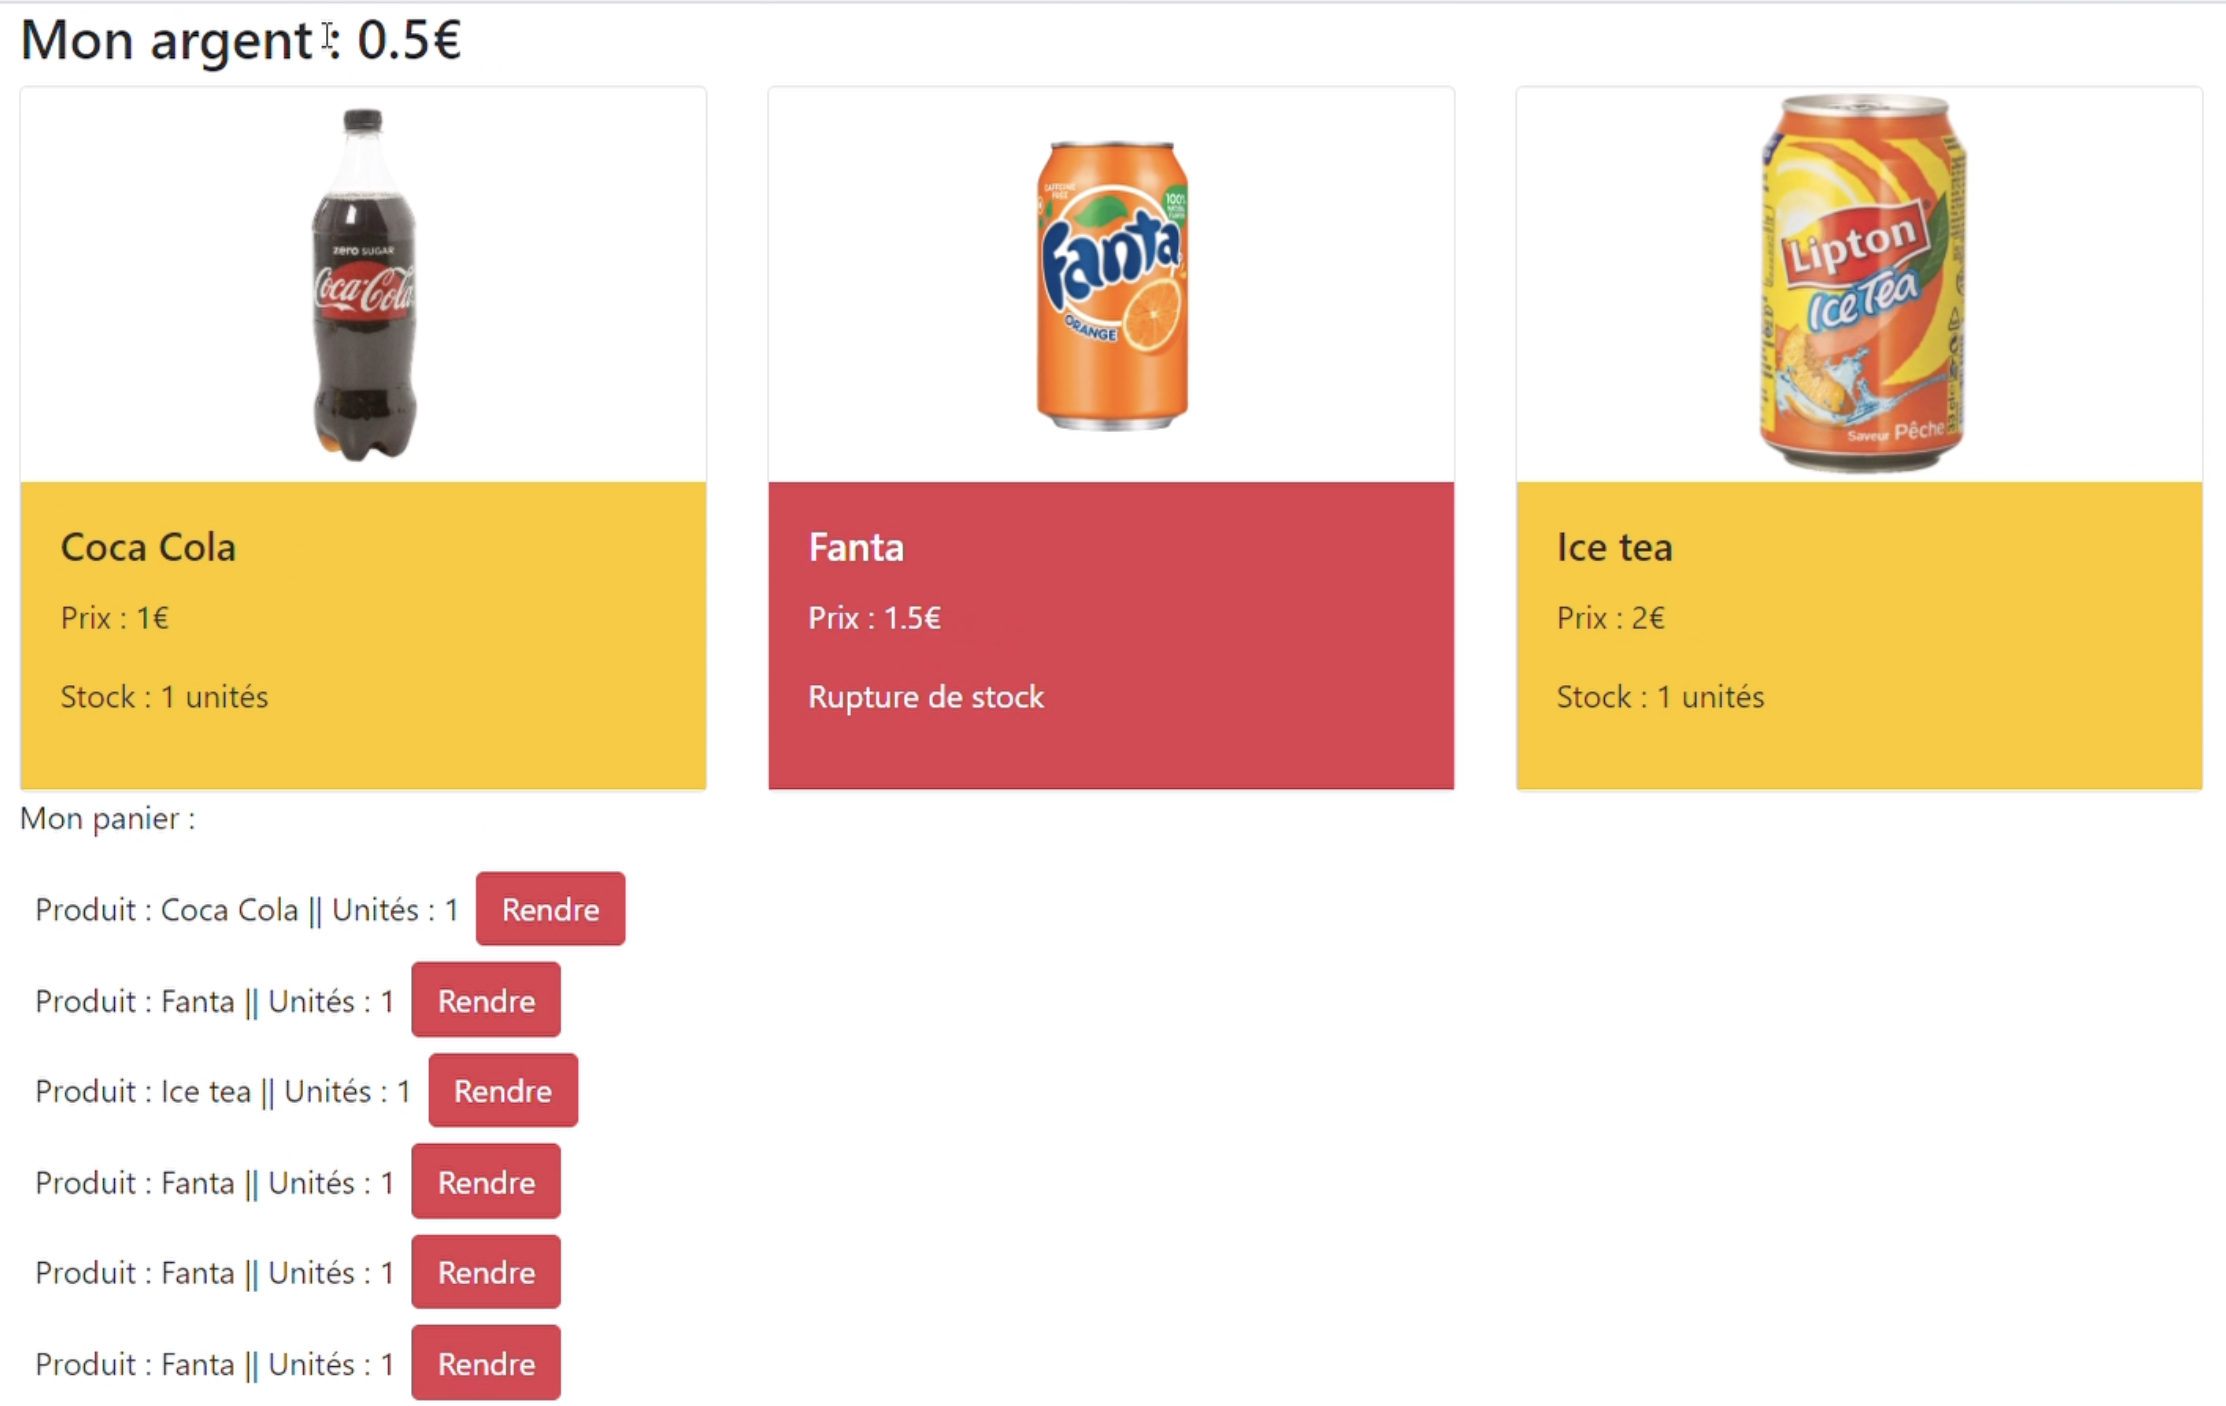 Mon argent : 0.5€
zero SUGAR
Coca-Cola
CAFFEINE
FREE
100%
Fanta
ORANGE
Lipton
Ice Tea
Saveur Pêche
Coca Cola
Prix : 1€
Stock : 1 unités
Fanta
Prix : 1.5€
Rupture de stock
Ice tea
Prix : 2€
Stock : 1 unités
Mon panier :
Produit : Coca Cola || Unités : 1 Rendre
Produit : Fanta || Unités : 1 Rendre
Produit : Ice tea || Unités : 1 Rendre
Produit : Fanta || Unités : 1 Rendre
Produit : Fanta || Unités : 1 Rendre
Produit : Fanta || Unités : 1 Rendre